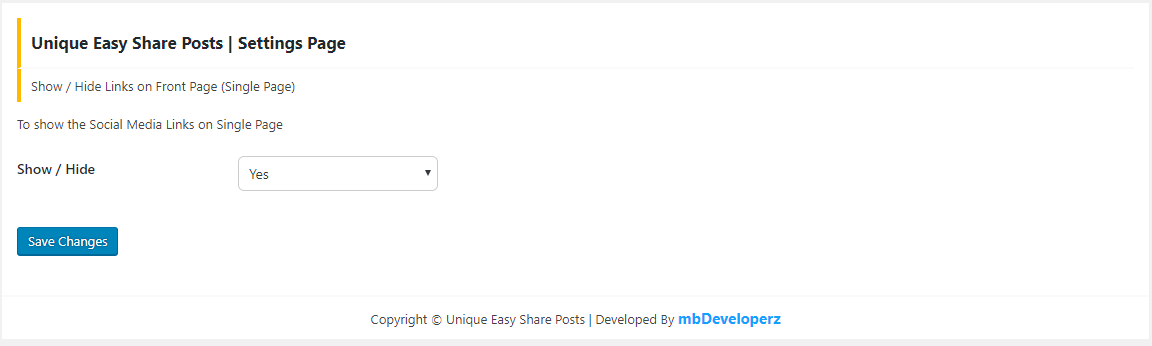 Unique Easy Share Posts | Settings Page
Show / Hide Links on Front Page (Single Page)
To show the Social Media Links on Single Page
Show / Hide
Yes
Save Changes
Copyright © Unique Easy Share Posts | Developed By mbDeveloperz